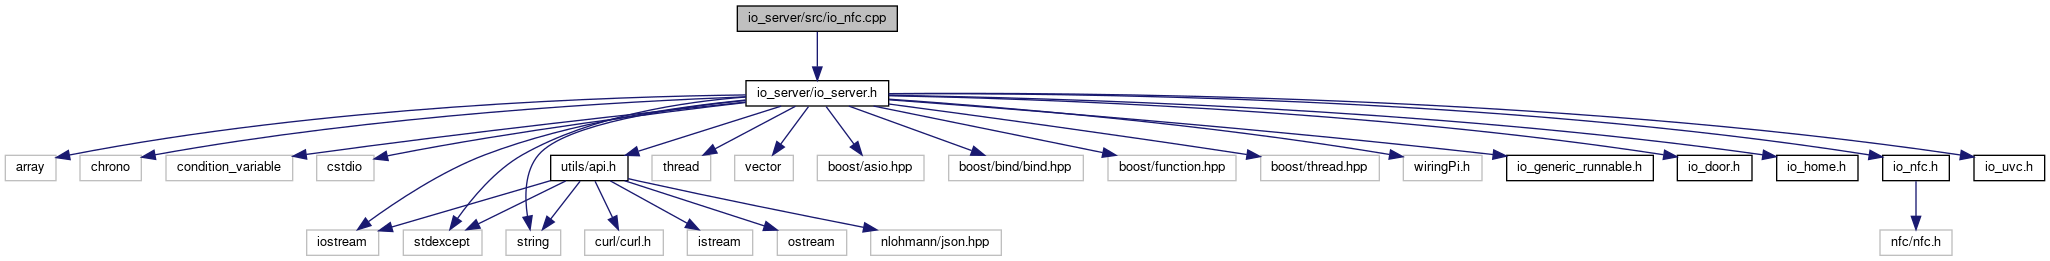 io_server/src/io_nfc.cpp
io_server/io_server.h
array
chrono
condition_variable
cstdio
utils/api.h
thread
vector
boost/asio.hpp
boost/bind/bind.hpp
boost/function.hpp
boost/thread.hpp
wiringPi.h
io_generic_runnable.h
io_door.h
io_home.h
io_nfc.h
io_uvc.h
iostream
stdexcept
string
curl/curl.h
istream
ostream
nlohmann/json.hpp
nfc/nfc.h